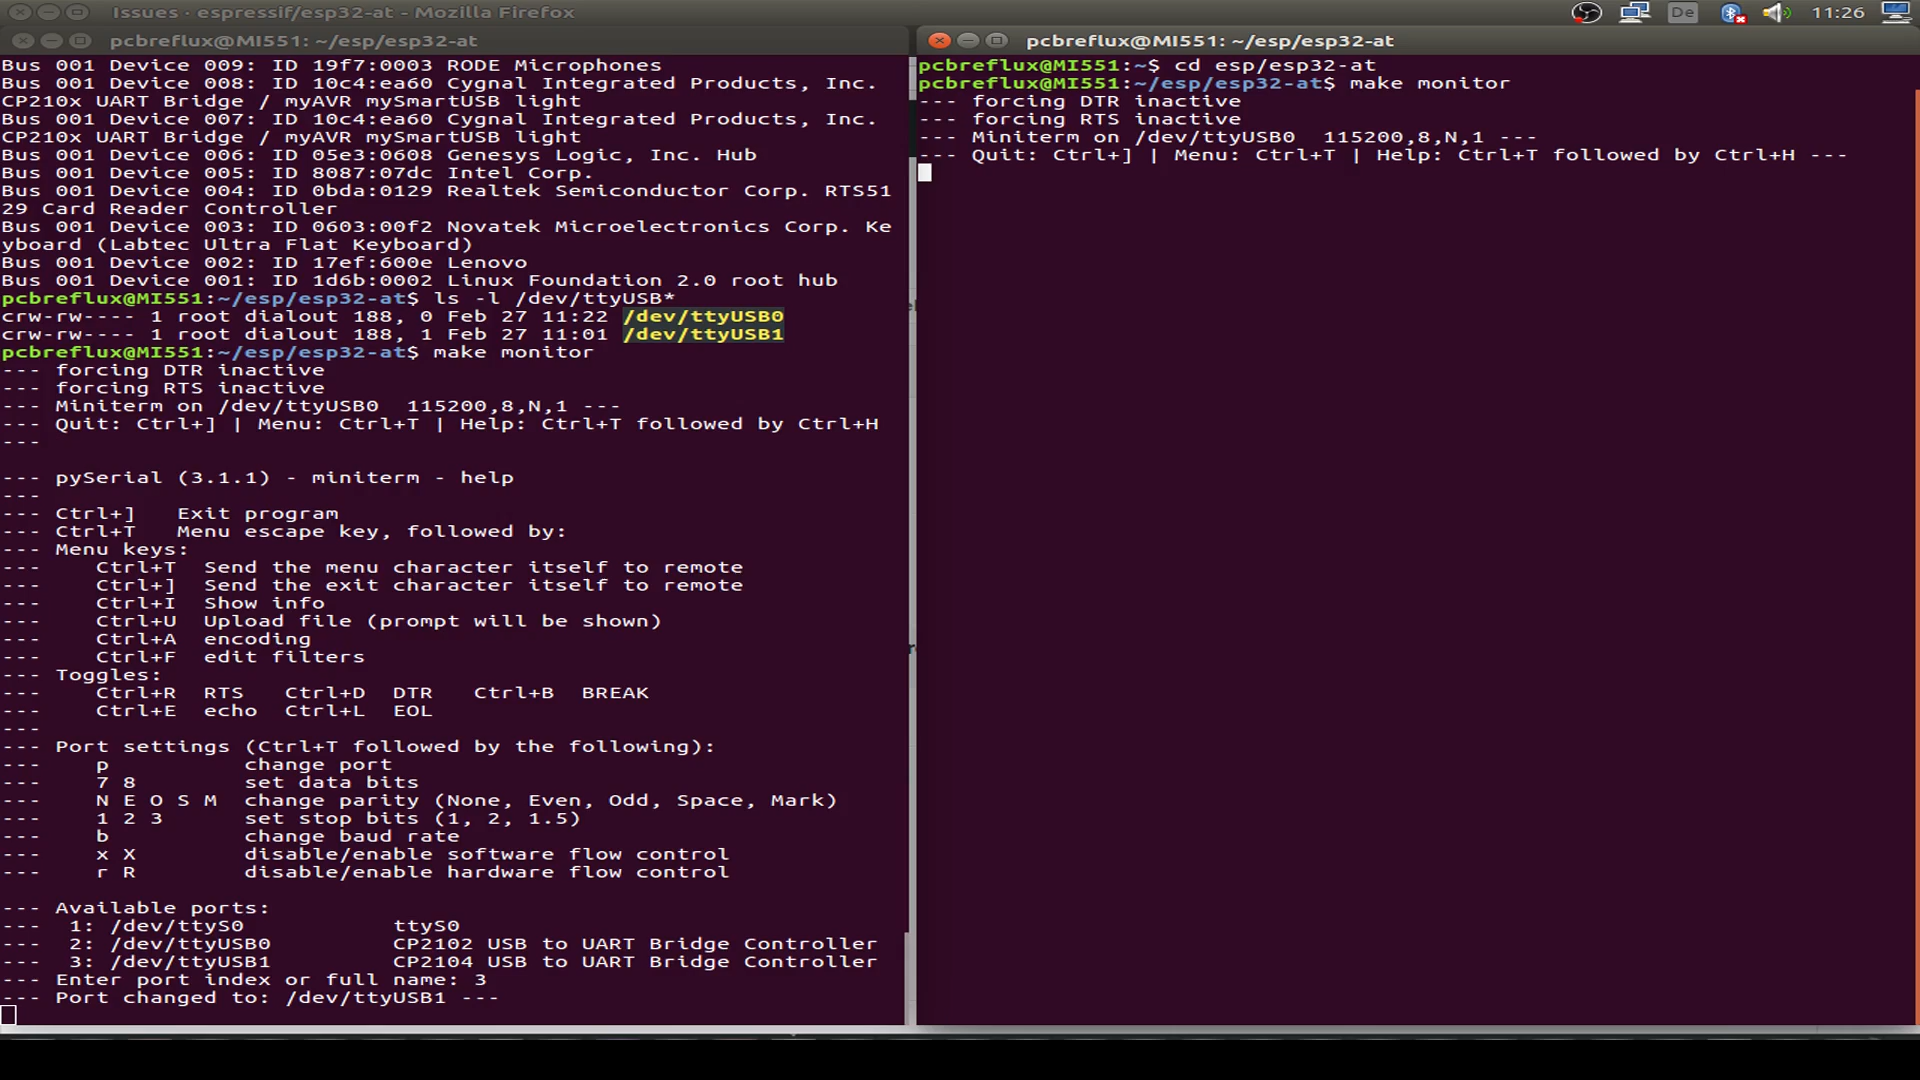 Issues · espressif/esp32-at - Mozilla Firefox
De
11:26
pcbreflux@MI551: ~/esp/esp32-at
Bus 001 Device 009: ID 19f7:0003 RODE Microphones
Bus 001 Device 008: ID 10c4:ea60 Cygnal Integrated Products, Inc.
CP210x UART Bridge / myAVR mySmartUSB light
Bus 001 Device 007: ID 10c4:ea60 Cygnal Integrated Products, Inc.
CP210x UART Bridge / myAVR mySmartUSB light
Bus 001 Device 006: ID 05e3:0608 Genesys Logic, Inc. Hub
Bus 001 Device 005: ID 8087:07dc Intel Corp.
Bus 001 Device 004: ID 0bda:0129 Realtek Semiconductor Corp. RTS51
29 Card Reader Controller
Bus 001 Device 003: ID 0603:00f2 Novatek Microelectronics Corp. Ke
yboard (Labtec Ultra Flat Keyboard)
Bus 001 Device 002: ID 17ef:600e Lenovo
Bus 001 Device 001: ID 1d6b:0002 Linux Foundation 2.0 root hub
pcbreflux@MI551:~/esp/esp32-at$ ls -l /dev/ttyUSB*
crw-rw---- 1 root dialout 188, 0 Feb 27 11:22 /dev/ttyUSB0
crw-rw---- 1 root dialout 188, 1 Feb 27 11:01 /dev/ttyUSB1
pcbreflux@MI551:~/esp/esp32-at$ make monitor
--- forcing DTR inactive
--- forcing RTS inactive
--- Miniterm on /dev/ttyUSB0  115200,8,N,1 ---
--- Quit: Ctrl+] | Menu: Ctrl+T | Help: Ctrl+T followed by Ctrl+H
---
--- pySerial (3.1.1) - miniterm - help
---
--- Ctrl+]   Exit program
--- Ctrl+T   Menu escape key, followed by:
--- Menu keys:
---    Ctrl+T  Send the menu character itself to remote
---    Ctrl+]  Send the exit character itself to remote
---    Ctrl+I  Show info
---    Ctrl+U  Upload file (prompt will be shown)
---    Ctrl+A  encoding
---    Ctrl+F  edit filters
--- Toggles:
---    Ctrl+R  RTS   Ctrl+D  DTR   Ctrl+B  BREAK
---    Ctrl+E  echo  Ctrl+L  EOL
---
--- Port settings (Ctrl+T followed by the following):
---    p          change port
---    7 8        set data bits
---    N E O S M  change parity (None, Even, Odd, Space, Mark)
---    1 2 3      set stop bits (1, 2, 1.5)
---    b          change baud rate
---    x X        disable/enable software flow control
---    r R        disable/enable hardware flow control
--- Available ports:
---  1: /dev/ttyS0           ttyS0
---  2: /dev/ttyUSB0         CP2102 USB to UART Bridge Controller
---  3: /dev/ttyUSB1         CP2104 USB to UART Bridge Controller
--- Enter port index or full name: 3
--- Port changed to: /dev/ttyUSB1 ---
pcbreflux@MI551: ~/esp/esp32-at
pcbreflux@MI551:~$ cd esp/esp32-at
pcbreflux@MI551:~/esp/esp32-at$ make monitor
--- forcing DTR inactive
--- forcing RTS inactive
--- Miniterm on /dev/ttyUSB0  115200,8,N,1 ---
--- Quit: Ctrl+] | Menu: Ctrl+T | Help: Ctrl+T followed by Ctrl+H ---